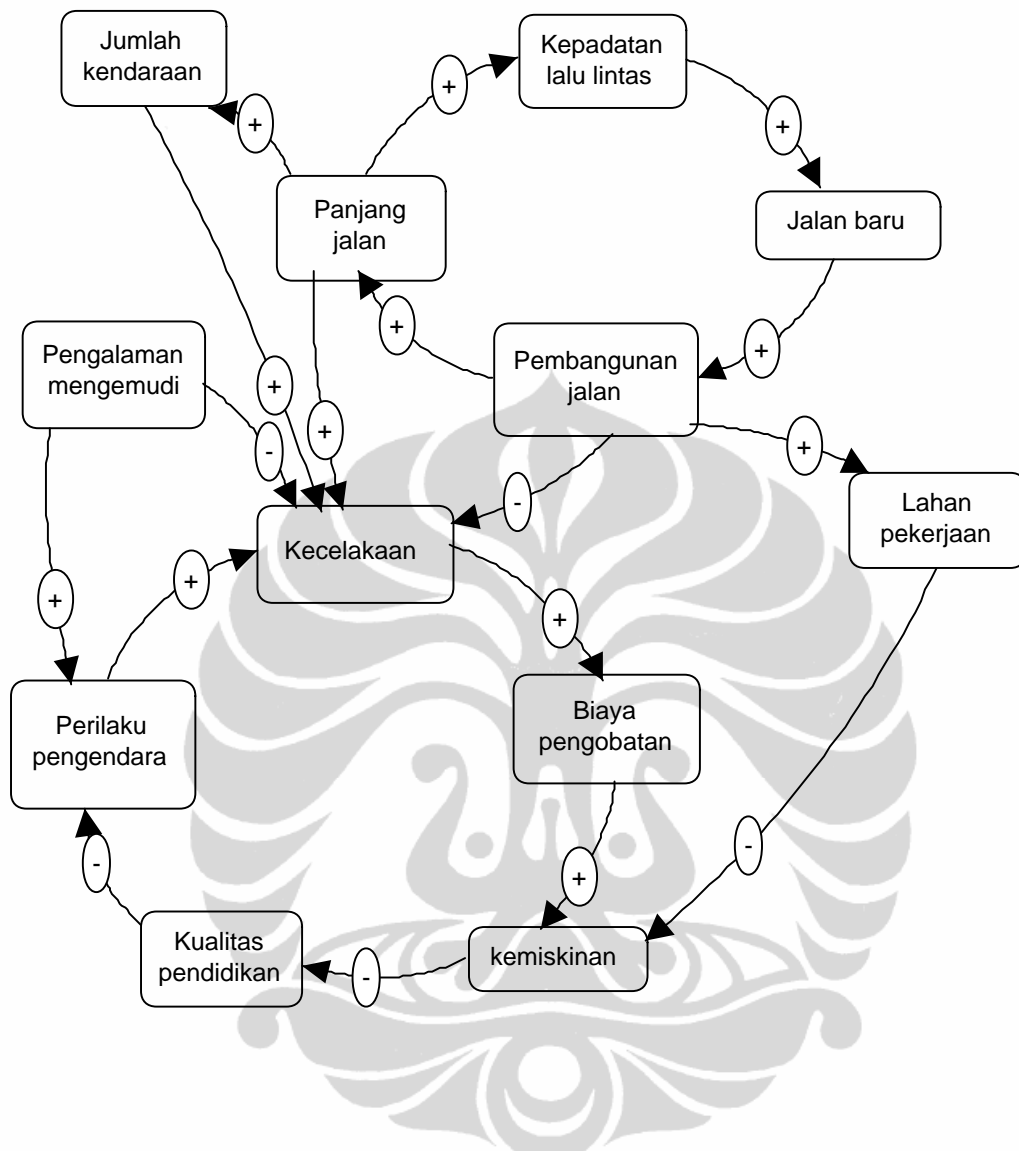 Jumlah
kendaraan
Kepadatan
lalu lintas
+
+
+
Panjang
jalan
Jalan baru
+
+
Pengalaman
mengemudi
Pembangunan
jalan
+
-
+
+
-
Lahan
pekerjaan
Kecelakaan
+
+
+
Perilaku
pengendara
Biaya
pengobatan
-
-
+
Kualitas
pendidikan
kemiskinan
-